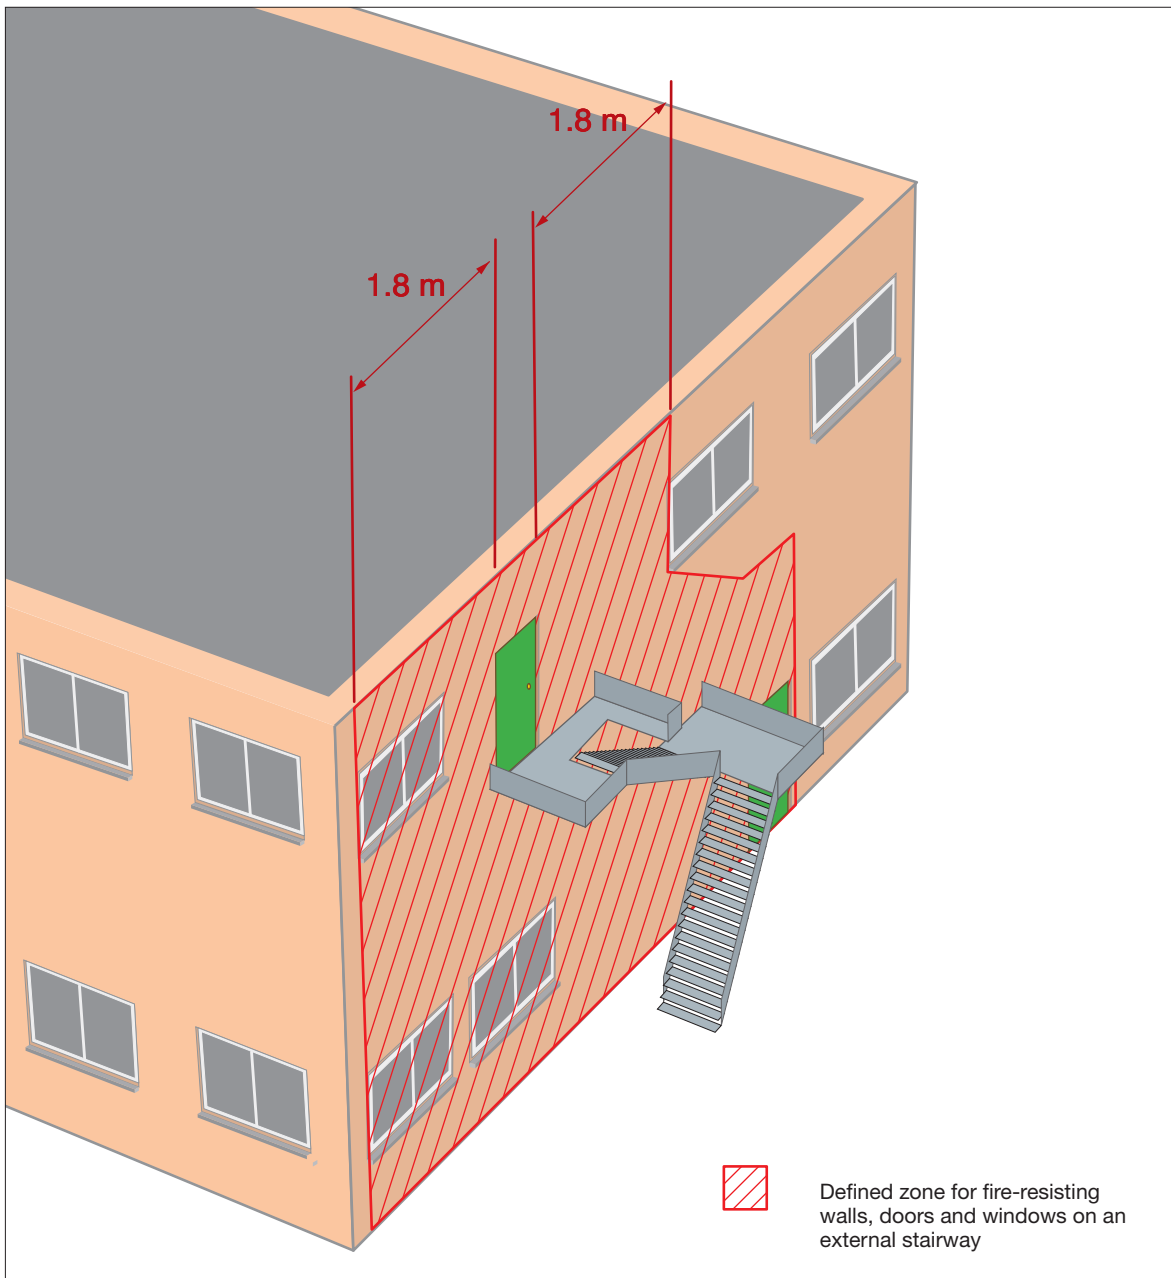 1.8 m
1.8 m
Defined zone for fire-resisting
walls, doors and windows on an
external stairway